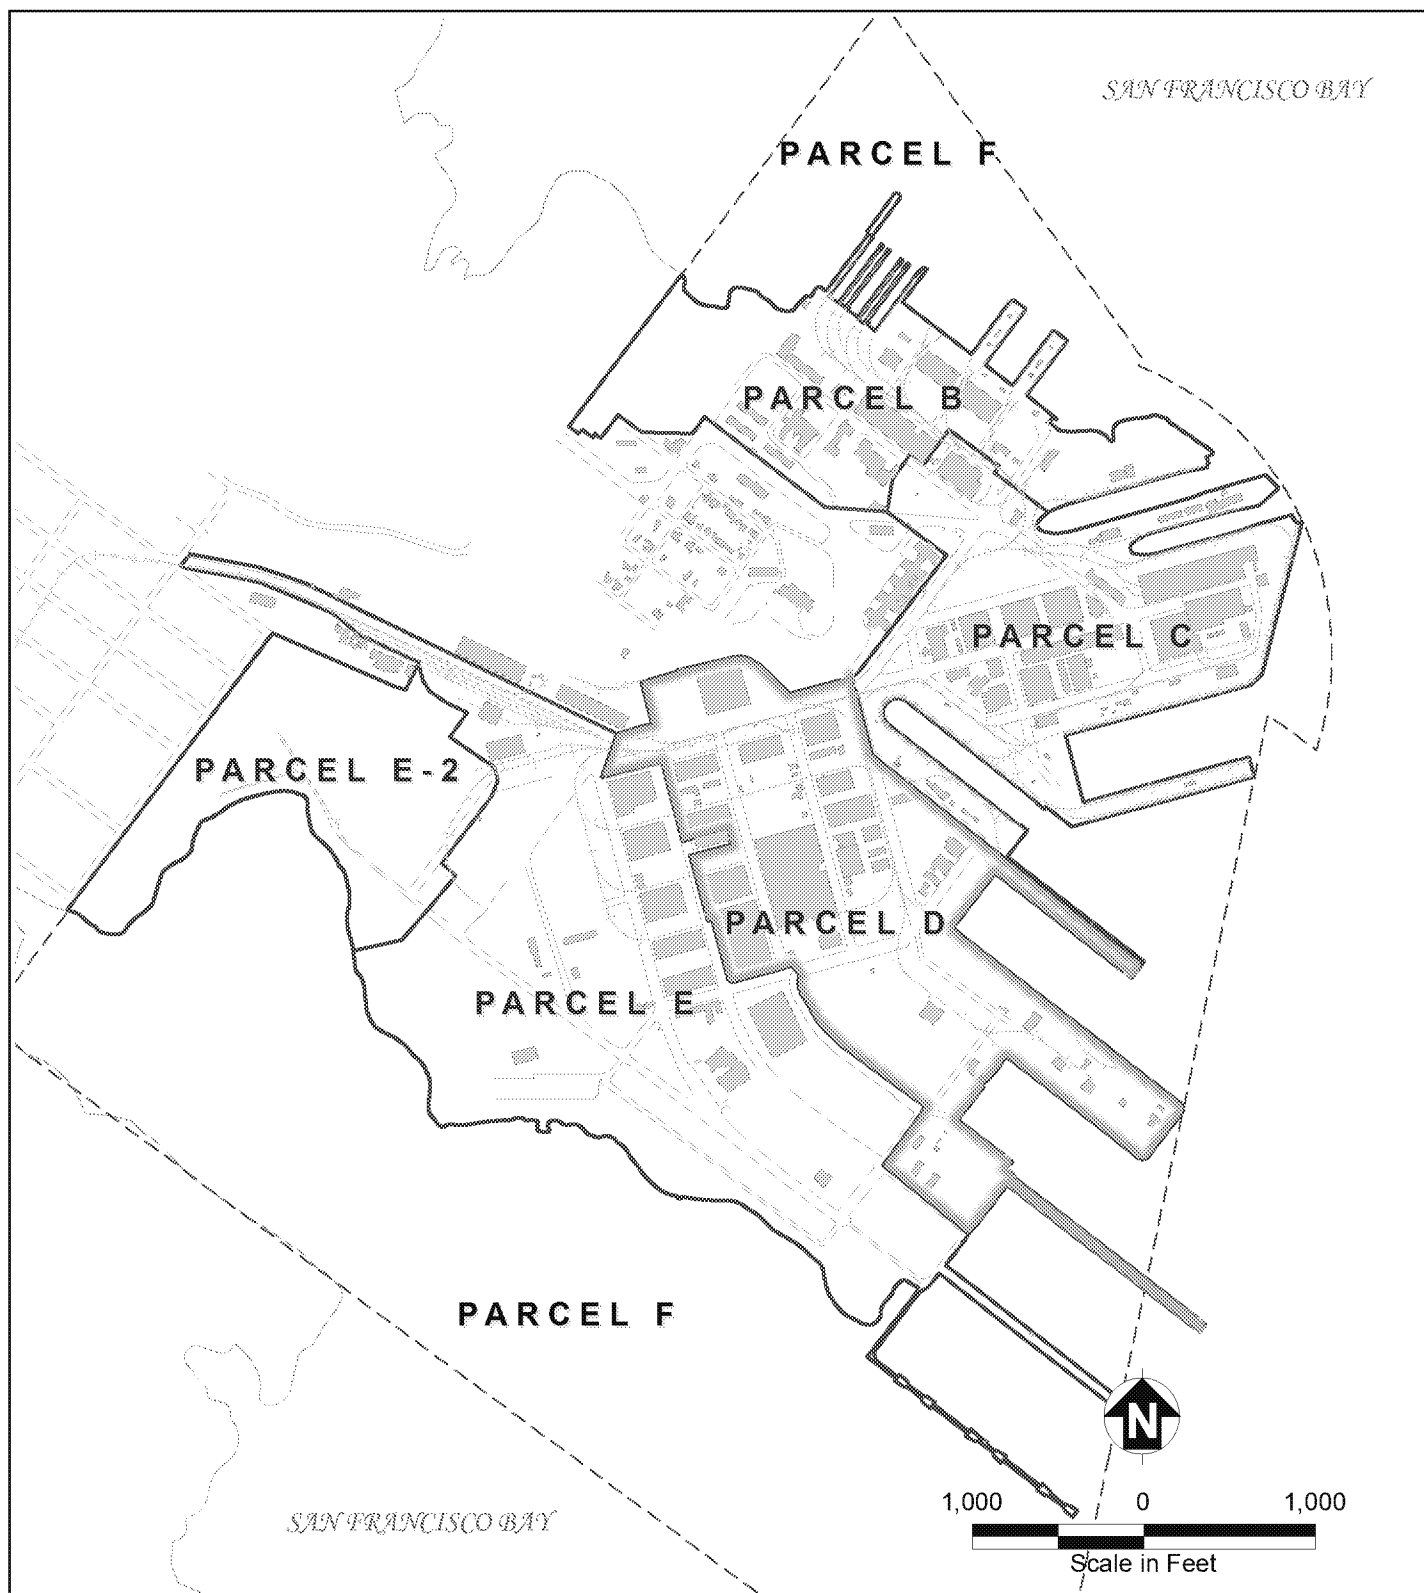 SAN FRANCISCO BAY
PARCEL F
PARCEL B
PARCEL C
PARCEL E-2
PARCEL D
PARCEL E
PARCEL F
N
1,000 0 1,000
Scale in Feet
SAN FRANCISCO BAY